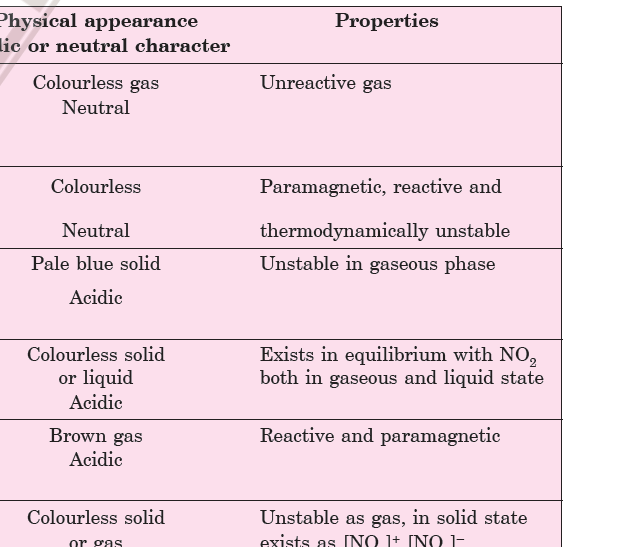 Physical appearance Properties
dic or neutral character
Colourless gas Unreactive gas
Neutral
Colourless Paramagnetic, reactive and
Neutral thermodynamically unstable
Pale blue solid Unstable in gaseous phase
Acidic
Colourless solid Exists in equilibrium with NO₂
or liquid both in gaseous and liquid state
Acidic
Brown gas Reactive and paramagnetic
Acidic
Colourless solid Unstable as gas, in solid state
or gas exists as [NO ]⁺ [NO ]⁻